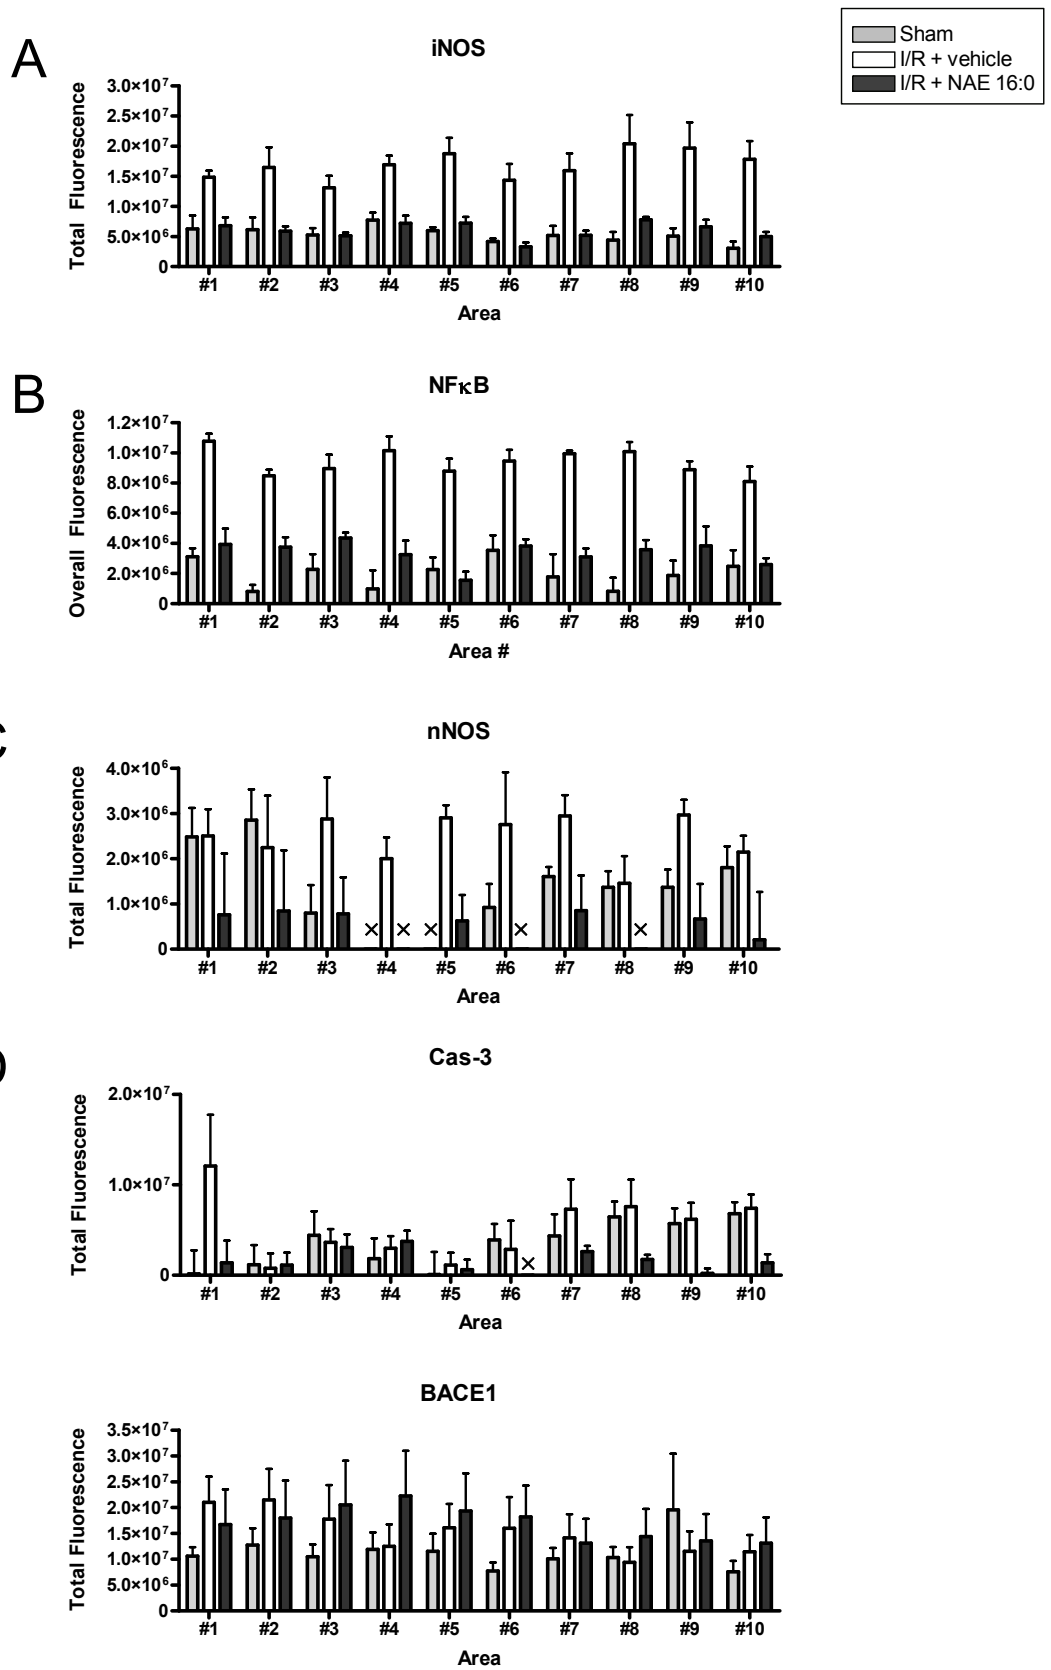 Sham
I/R + vehicle
I/R + NAE 16:0
A
iNOS
Total Fluorescence
3.0×10⁷
2.5×10⁷
2.0×10⁷
1.5×10⁷
1.0×10⁷
5.0×10⁶
0
#1 #2 #3 #4 #5 #6 #7 #8 #9 #10
Area
B
NFκB
Overall Fluorescence
1.2×10⁷
1.0×10⁷
8.0×10⁶
6.0×10⁶
4.0×10⁶
2.0×10⁶
0
#1 #2 #3 #4 #5 #6 #7 #8 #9 #10
Area #
C
nNOS
Total Fluorescence
4.0×10⁶
3.0×10⁶
2.0×10⁶
1.0×10⁶
0
× × × × ×
#1 #2 #3 #4 #5 #6 #7 #8 #9 #10
Area
Cas-3
Total Fluorescence
2.0×10⁷
1.0×10⁷
0
×
#1 #2 #3 #4 #5 #6 #7 #8 #9 #10
Area
BACE1
Total Fluorescence
3.5×10⁷
3.0×10⁷
2.5×10⁷
2.0×10⁷
1.5×10⁷
1.0×10⁷
5.0×10⁶
0
#1 #2 #3 #4 #5 #6 #7 #8 #9 #10
Area